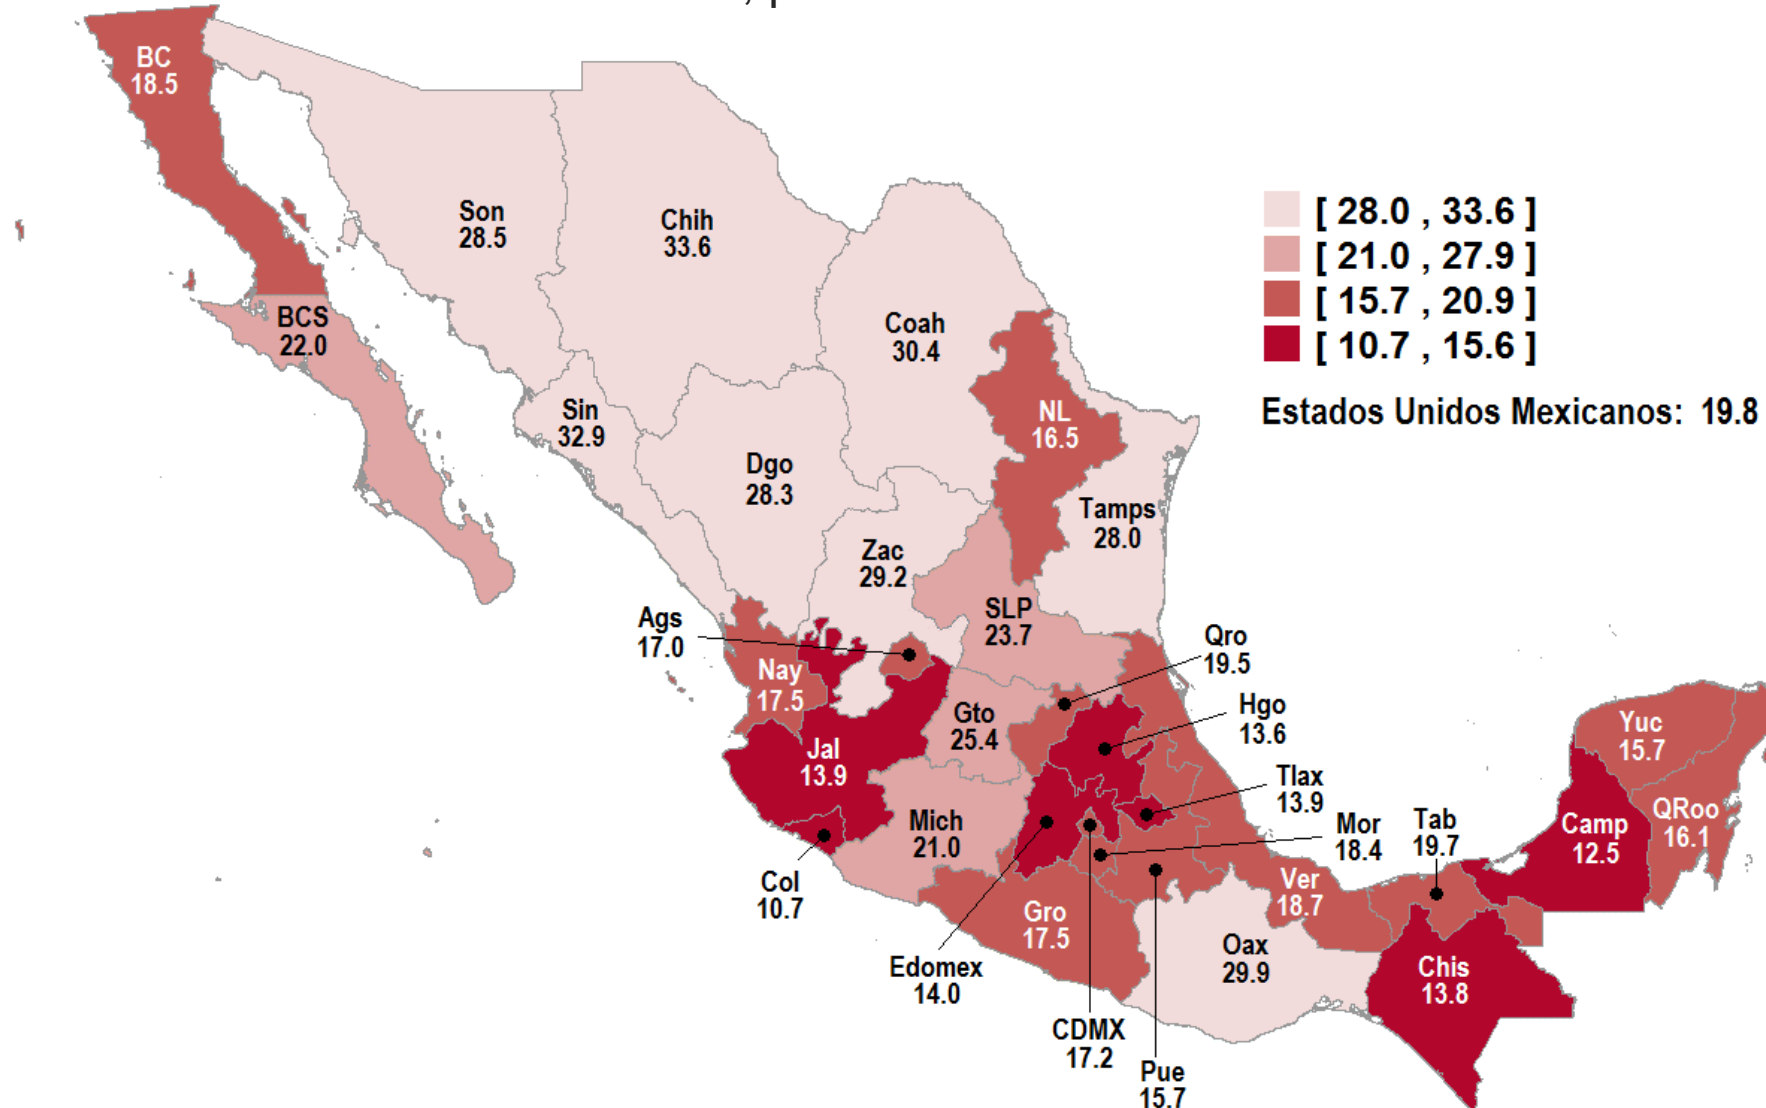 BC
18.5
Son
28.5
Chih
33.6
[ 28.0 , 33.6 ]
[ 21.0 , 27.9 ]
[ 15.7 , 20.9 ]
[ 10.7 , 15.6 ]
Estados Unidos Mexicanos: 19.8
BCS
22.0
Coah
30.4
Sin
32.9
NL
16.5
Dgo
28.3
Tamps
28.0
Zac
29.2
SLP
23.7
Ags
17.0
Qro
19.5
Nay
17.5
Gto
25.4
Hgo
13.6
Jal
13.9
Yuc
15.7
Tlax
13.9
Mich
21.0
Mor
18.4
Tab
19.7
Camp
12.5
QRoo
16.1
Col
10.7
Ver
18.7
Gro
17.5
Oax
29.9
Edomex
14.0
Chis
13.8
CDMX
17.2
Pue
15.7